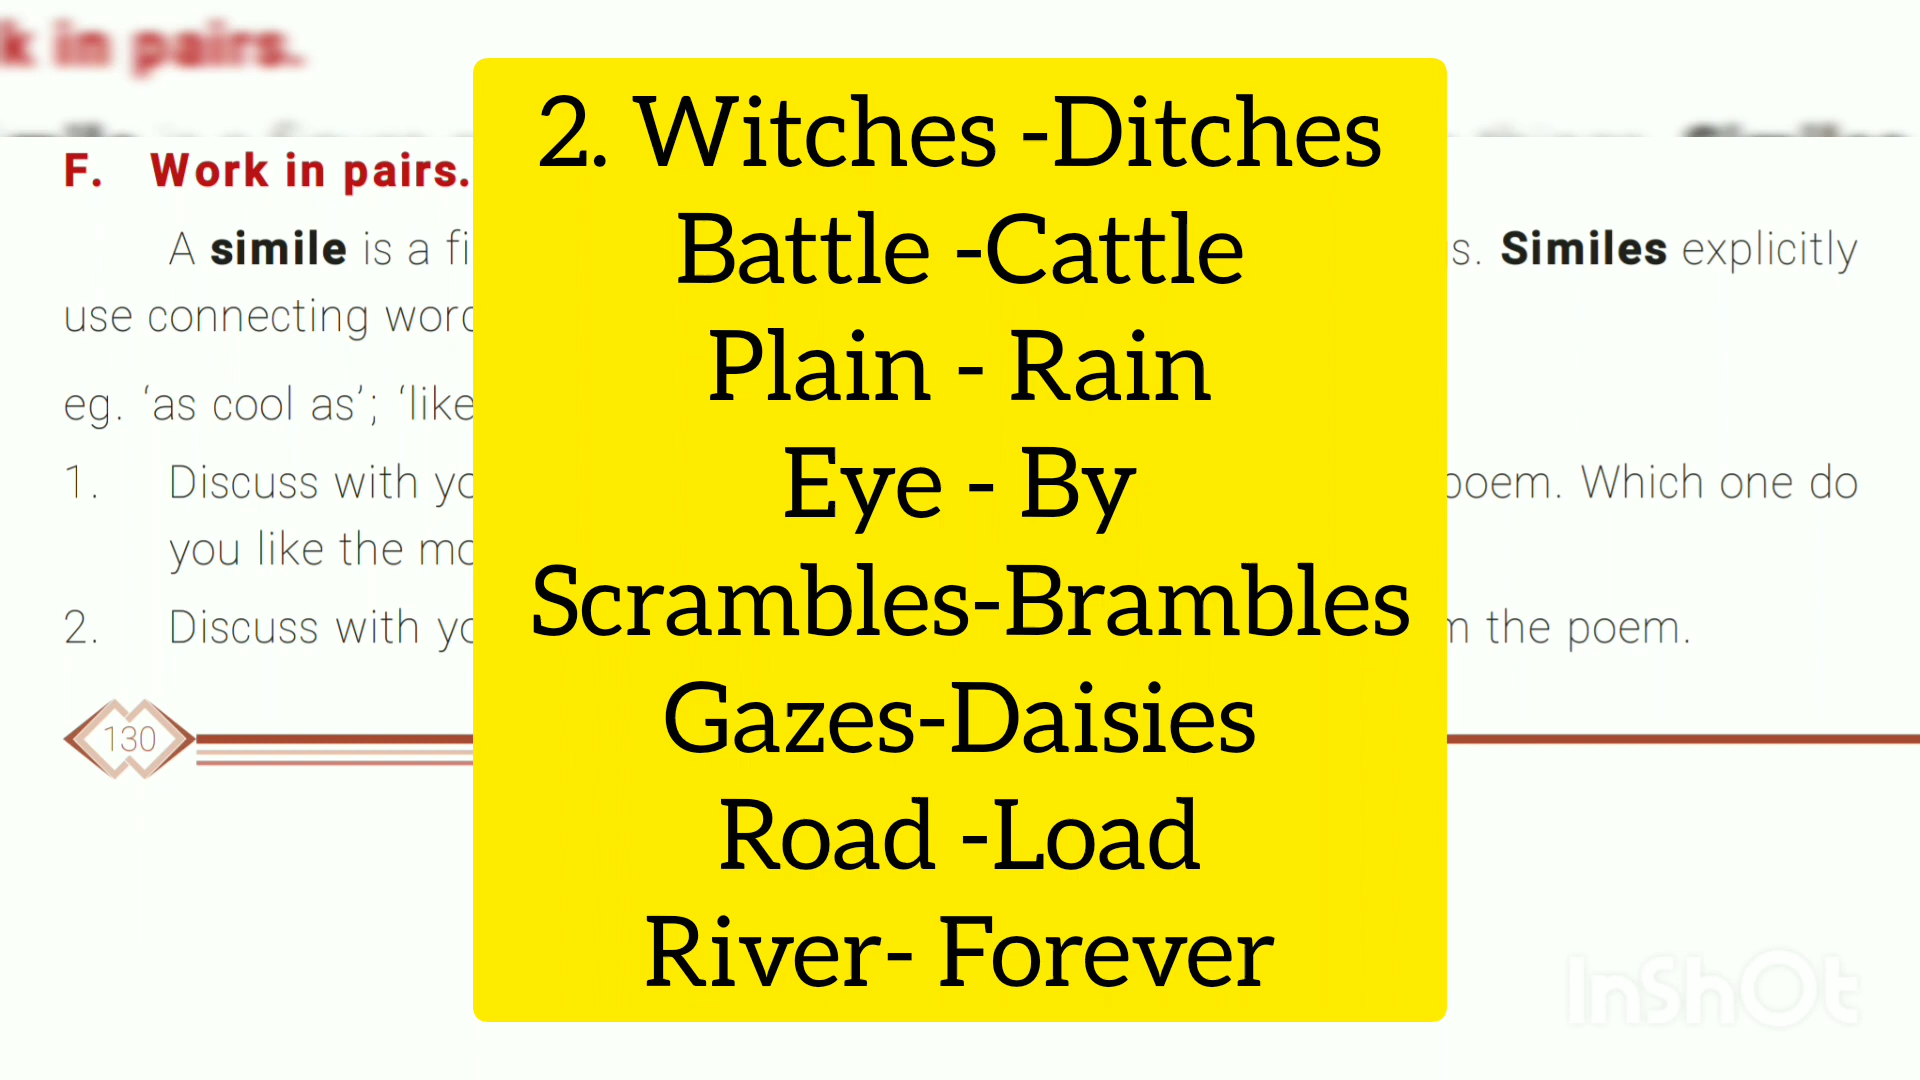 k in pairs.
F. Work in pairs.
A simile is a fi
s. Similes explicitly
use connecting word
eg. ‘as cool as’; ‘like
1. Discuss with yo
poem. Which one do
you like the mo
2. Discuss with yo
m the poem.
130
2. Witches -Ditches
Battle -Cattle
Plain - Rain
Eye - By
Scrambles-Brambles
Gazes-Daisies
Road -Load
River- Forever
InShOt